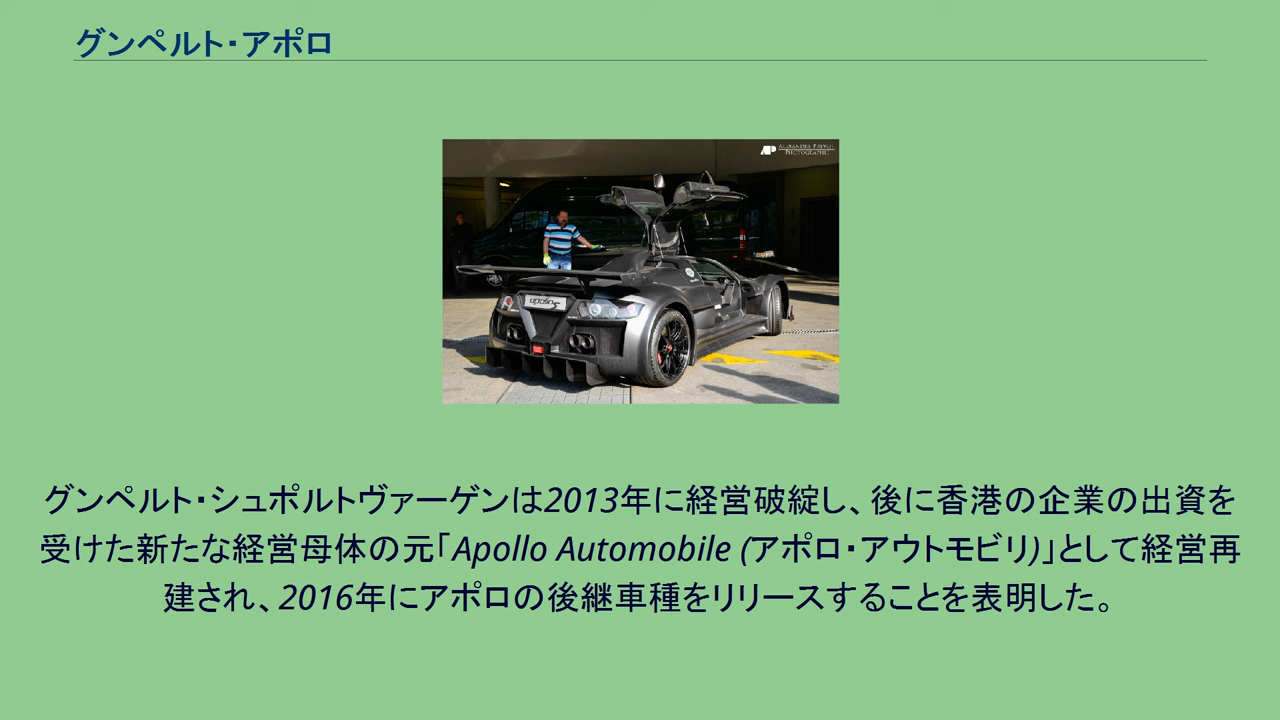 グンペルト・アポロ
ALEXANDRE PREVOT
PHOTOGRAPHIE
apollo s
グンペルト・シュポルトヴァーゲンは2013年に経営破綻し、後に香港の企業の出資を
受けた新たな経営母体の元「Apollo Automobile (アポロ・アウトモビリ)」として経営再
建され、2016年にアポロの後継車種をリリースすることを表明した。